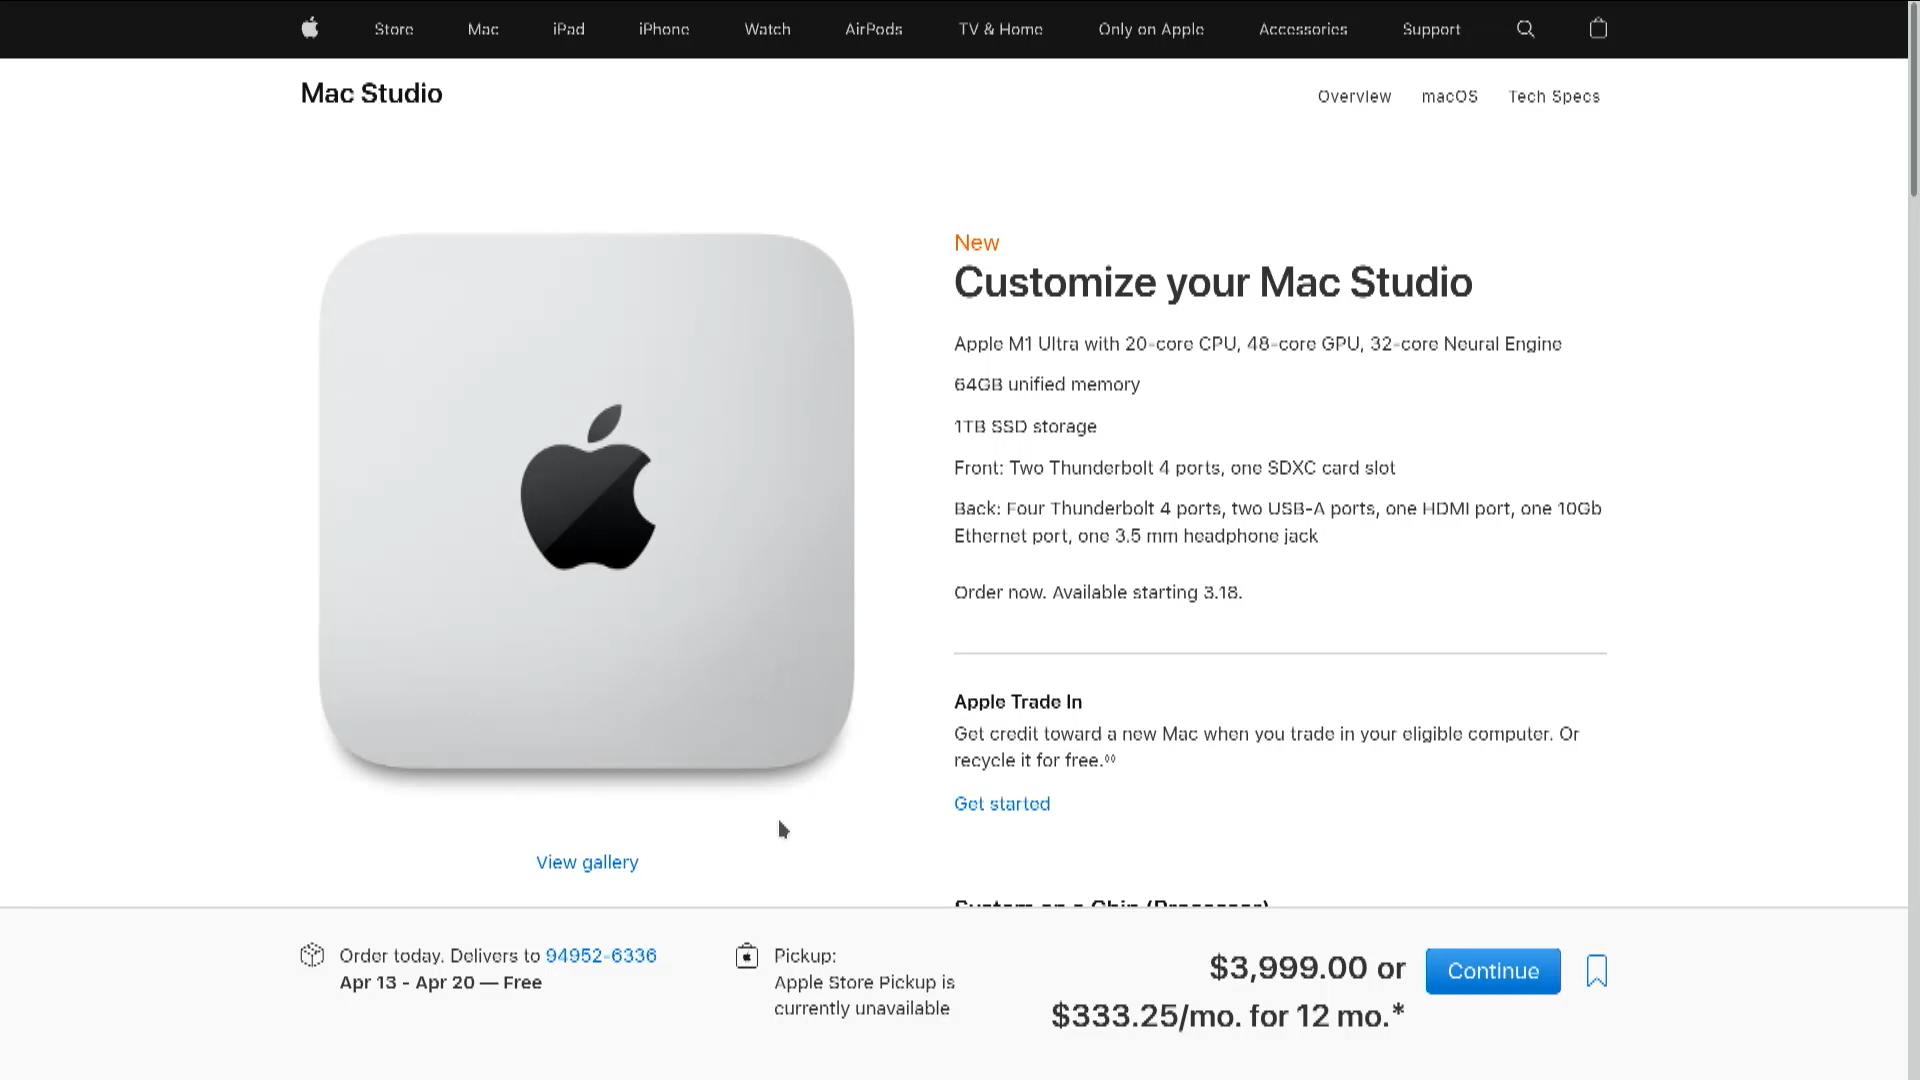 Store Mac iPad iPhone Watch AirPods TV & Home Only on Apple Accessories Support
Mac Studio
Overview macOS Tech Specs
New
Customize your Mac Studio
Apple M1 Ultra with 20-core CPU, 48-core GPU, 32-core Neural Engine
64GB unified memory
1TB SSD storage
Front: Two Thunderbolt 4 ports, one SDXC card slot
Back: Four Thunderbolt 4 ports, two USB-A ports, one HDMI port, one 10Gb
Ethernet port, one 3.5 mm headphone jack
Order now. Available starting 3.18.
Apple Trade In
Get credit toward a new Mac when you trade in your eligible computer. Or
recycle it for free.◊◊
Get started
View gallery
System on a Chip (Processor)
Order today. Delivers to 94952-6336
Apr 13 - Apr 20 — Free
Pickup:
Apple Store Pickup is
currently unavailable
$3,999.00 or
$333.25/mo. for 12 mo.*
Continue